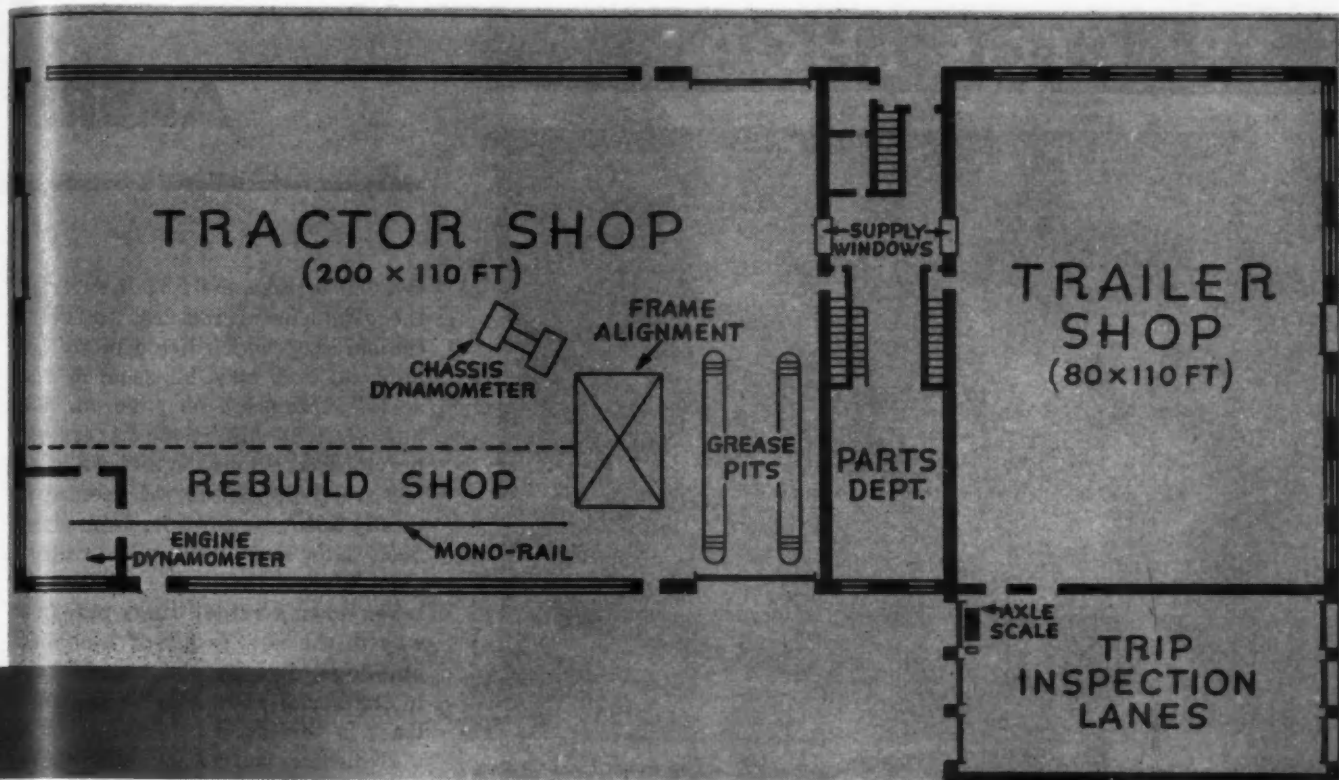 TRACTOR SHOP
(200 × 110 FT)
CHASSIS
DYNAMOMETER
FRAME
ALIGNMENT
GREASE
PITS
REBUILD SHOP
MONO-RAIL
ENGINE
DYNAMOMETER
SUPPLY
WINDOWS
PARTS
DEPT.
TRAILER
SHOP
(80×110 FT)
AXLE
SCALE
TRIP
INSPECTION
LANES